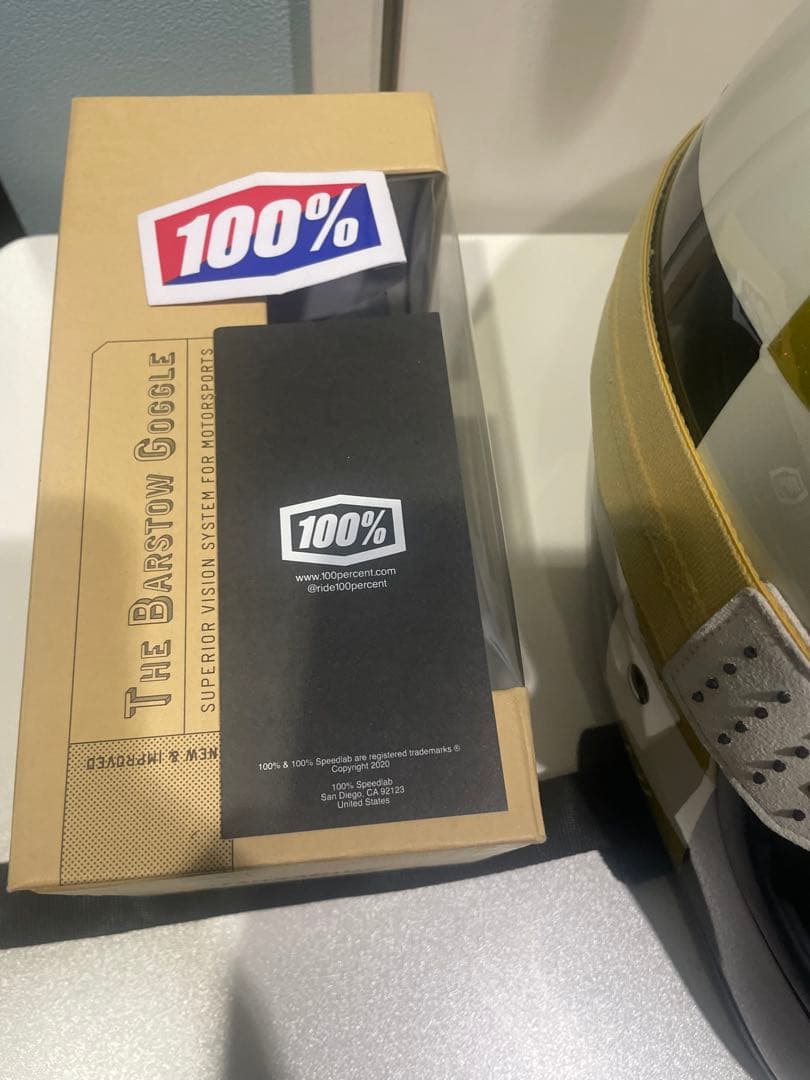 100%
THE BARSTOW GOGGLE
SUPERIOR VISION SYSTEM FOR MOTORSPORTS
NEW & IMPROVED
100%
www.100percent.com
@ride100percent
100% & 100% Speedlab are registered trademarks ®
Copyright 2020
100% Speedlab
San Diego, CA 92123
United States